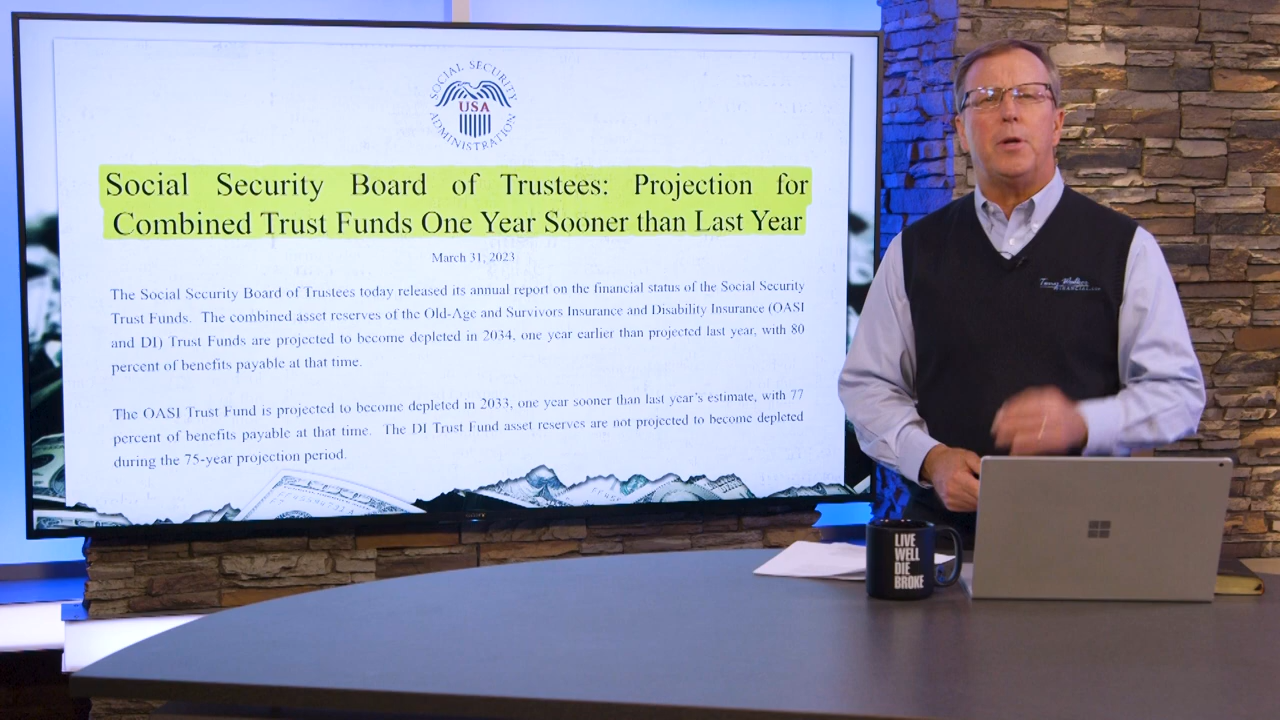 SOCIAL SECURITY
USA
ADMINISTRATION
Social Security Board of Trustees: Projection for
Combined Trust Funds One Year Sooner than Last Year
March 31, 2023
The Social Security Board of Trustees today released its annual report on the financial status of the Social Security
Trust Funds. The combined asset reserves of the Old-Age and Survivors Insurance and Disability Insurance (OASI
and DI) Trust Funds are projected to become depleted in 2034, one year earlier than projected last year, with 80
percent of benefits payable at that time.
The OASI Trust Fund is projected to become depleted in 2033, one year sooner than last year's estimate, with 77
percent of benefits payable at that time. The DI Trust Fund asset reserves are not projected to become depleted
during the 75-year projection period.
FINANCIAL.COM
LIVE
WELL
DIE
BROKE